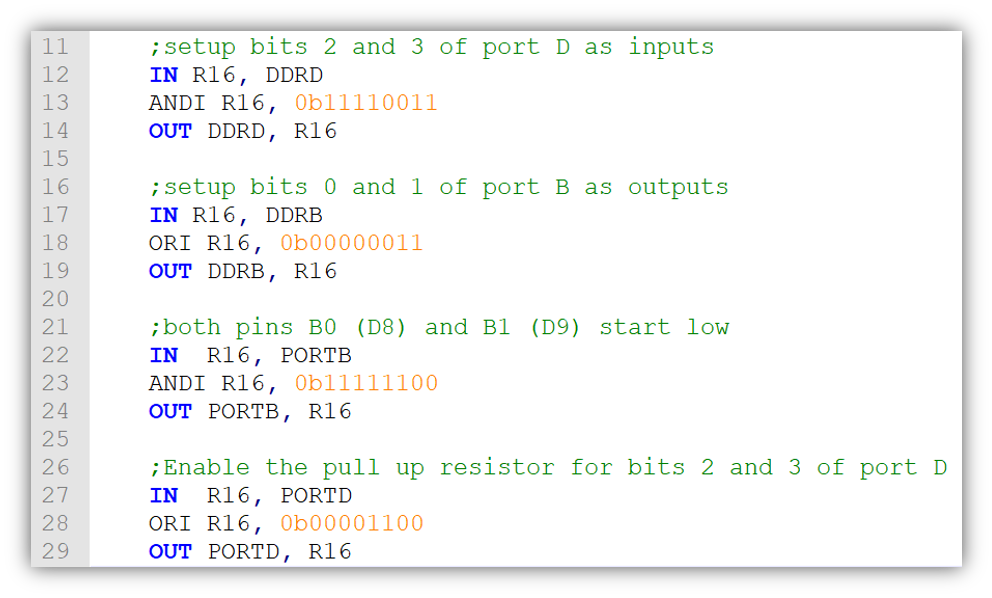 11 ;setup bits 2 and 3 of port D as inputs
12 IN R16, DDRD
13 ANDI R16, 0b11110011
14 OUT DDRD, R16
15
16 ;setup bits 0 and 1 of port B as outputs
17 IN R16, DDRB
18 ORI R16, 0b00000011
19 OUT DDRB, R16
20
21 ;both pins B0 (D8) and B1 (D9) start low
22 IN  R16, PORTB
23 ANDI R16, 0b11111100
24 OUT PORTB, R16
25
26 ;Enable the pull up resistor for bits 2 and 3 of port D
27 IN  R16, PORTD
28 ORI R16, 0b00001100
29 OUT PORTD, R16